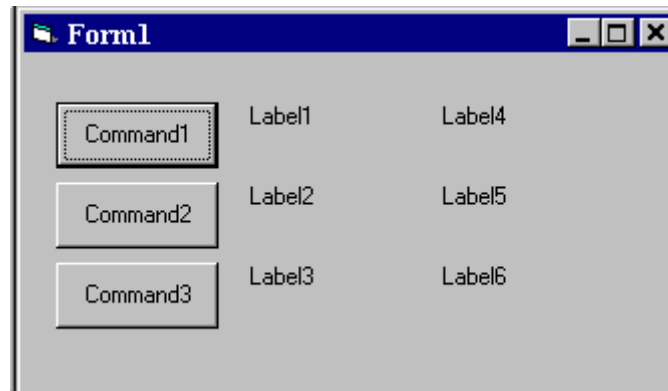 Form1
Command1 Label1 Label4
Command2 Label2 Label5
Command3 Label3 Label6